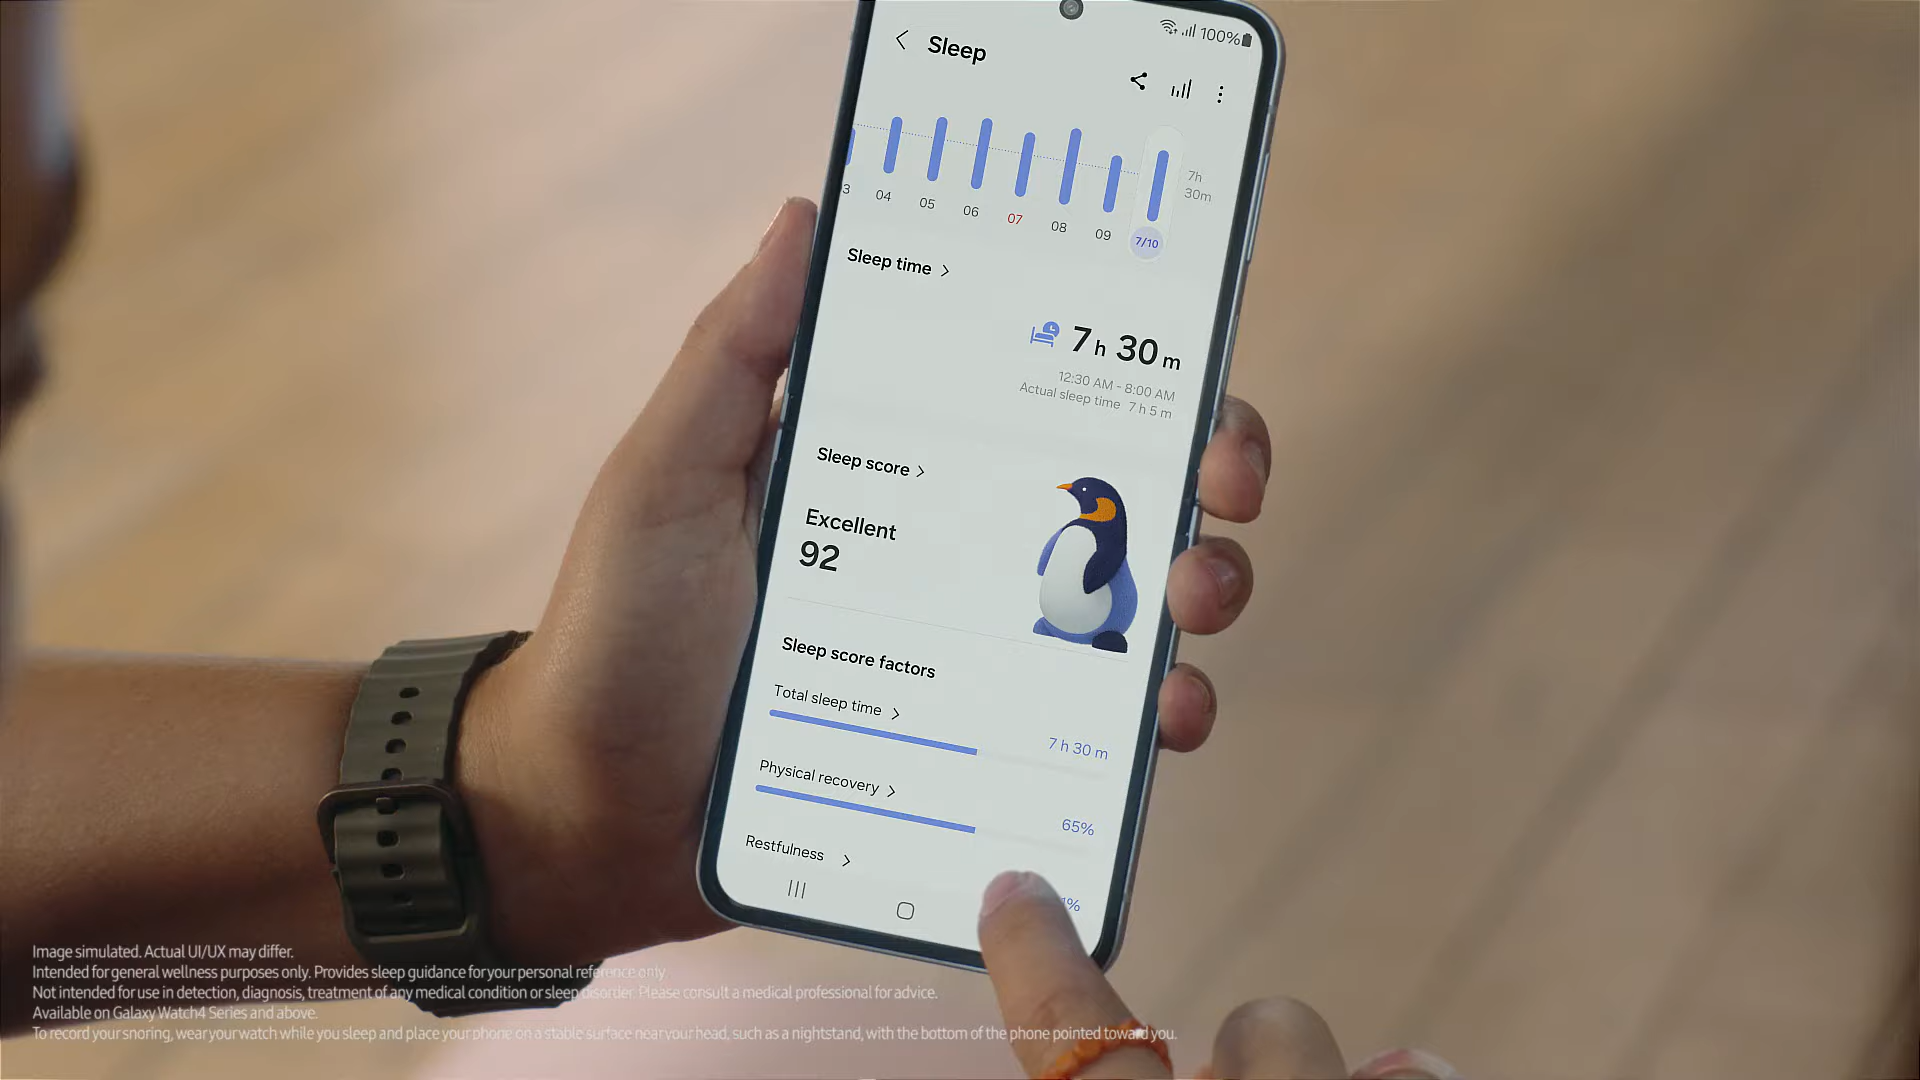 100%
Sleep
7h
30m
3 04 05 06 07 08 09 7/10
Sleep time
7 h 30 m
12:30 AM - 8:00 AM
Actual sleep time 7 h 5 m
Sleep score
Excellent
92
Sleep score factors
Total sleep time
7 h 30 m
Physical recovery
65%
Restfulness
Image simulated. Actual UI/UX may differ.
Intended for general wellness purposes only. Provides sleep guidance for your personal reference only.
Not intended for use in detection, diagnosis, treatment of any medical condition or sleep disorder. Please consult a medical professional for advice.
Available on Galaxy Watch4 Series and above.
To record your snoring, wear your watch while you sleep and place your phone on a stable surface near your head, such as a nightstand, with the bottom of the phone pointed toward you.